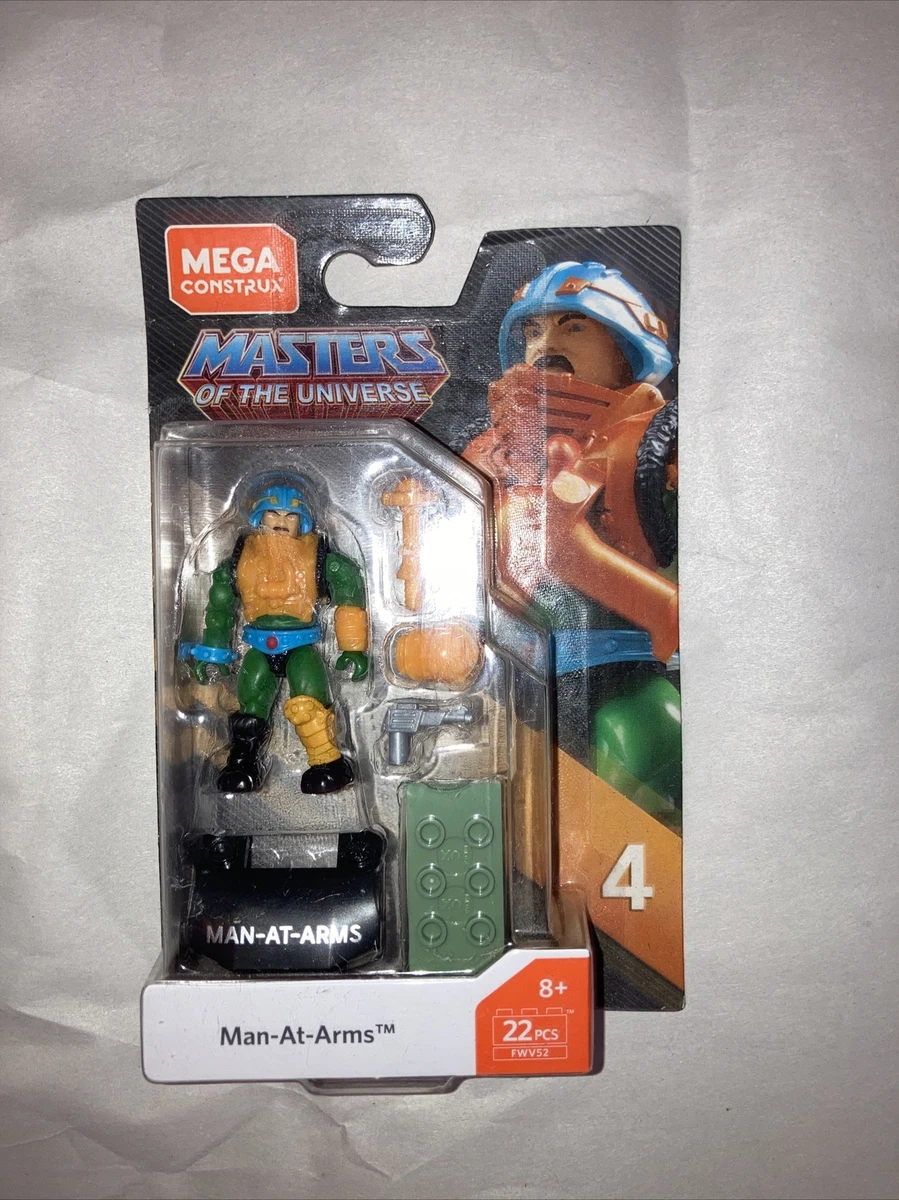 MEGA
CONSTRUX
MASTERS
OF THE UNIVERSE
4
MAN-AT-ARMS
Man-At-Arms™
8+
22 PCS
FWV52